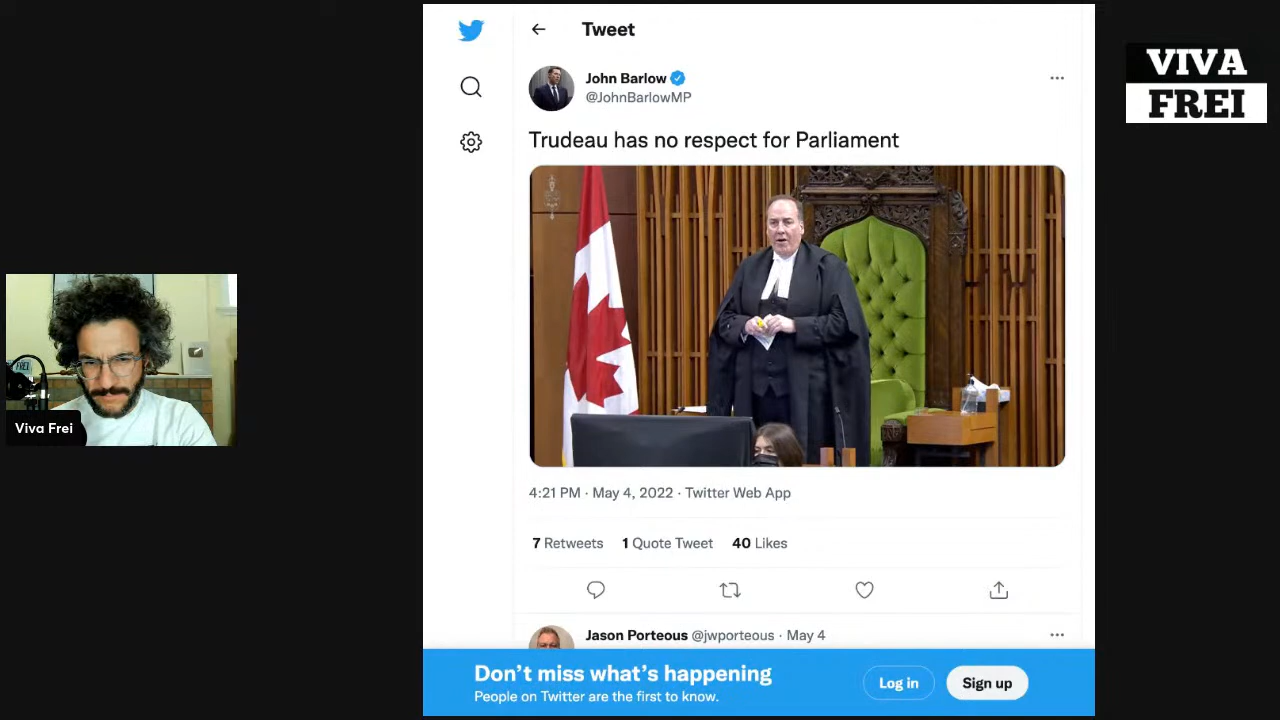 Tweet
John Barlow
@JohnBarlowMP
Trudeau has no respect for Parliament
4:21 PM · May 4, 2022 · Twitter Web App
7 Retweets 1 Quote Tweet 40 Likes
Jason Porteous @jwporteous · May 4
Don't miss what's happening
People on Twitter are the first to know.
Log in
Sign up
VIVA
FREI
FREI
Viva Frei